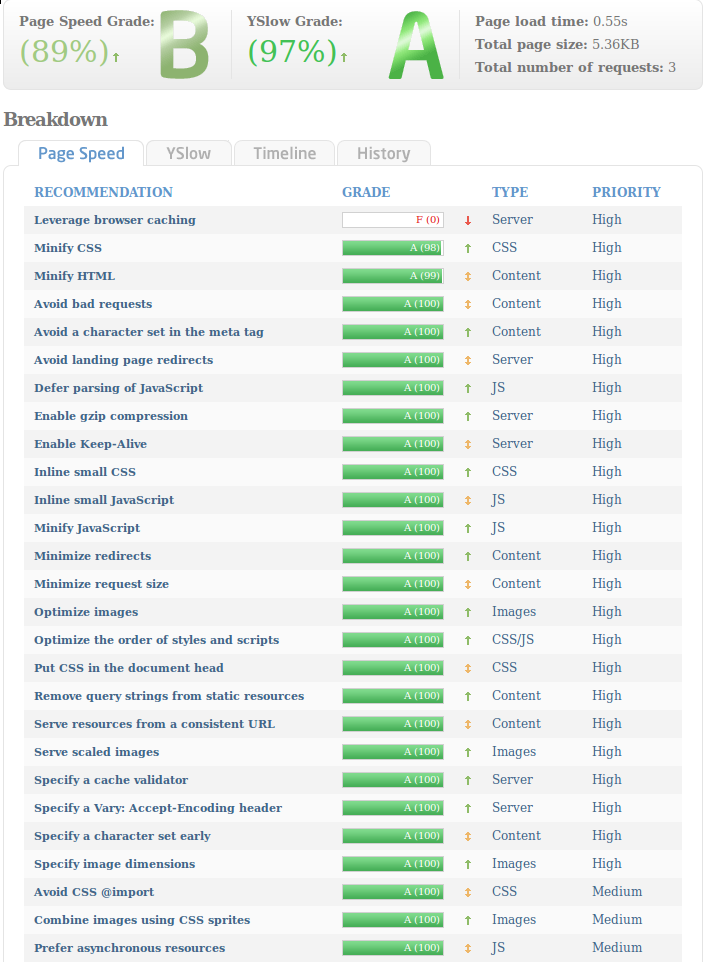 Page Speed Grade:
(89%) B
YSlow Grade:
(97%) A
Page load time: 0.55s
Total page size: 5.36KB
Total number of requests: 3
Breakdown
Page Speed YSlow Timeline History
RECOMMENDATION GRADE TYPE PRIORITY
Leverage browser caching F (0) Server High
Minify CSS A (98) CSS High
Minify HTML A (99) Content High
Avoid bad requests A (100) Content High
Avoid a character set in the meta tag A (100) Content High
Avoid landing page redirects A (100) Server High
Defer parsing of JavaScript A (100) JS High
Enable gzip compression A (100) Server High
Enable Keep-Alive A (100) Server High
Inline small CSS A (100) CSS High
Inline small JavaScript A (100) JS High
Minify JavaScript A (100) JS High
Minimize redirects A (100) Content High
Minimize request size A (100) Content High
Optimize images A (100) Images High
Optimize the order of styles and scripts A (100) CSS/JS High
Put CSS in the document head A (100) CSS High
Remove query strings from static resources A (100) Content High
Serve resources from a consistent URL A (100) Content High
Serve scaled images A (100) Images High
Specify a cache validator A (100) Server High
Specify a Vary: Accept-Encoding header A (100) Server High
Specify a character set early A (100) Content High
Specify image dimensions A (100) Images High
Avoid CSS @import A (100) CSS Medium
Combine images using CSS sprites A (100) Images Medium
Prefer asynchronous resources A (100) JS Medium